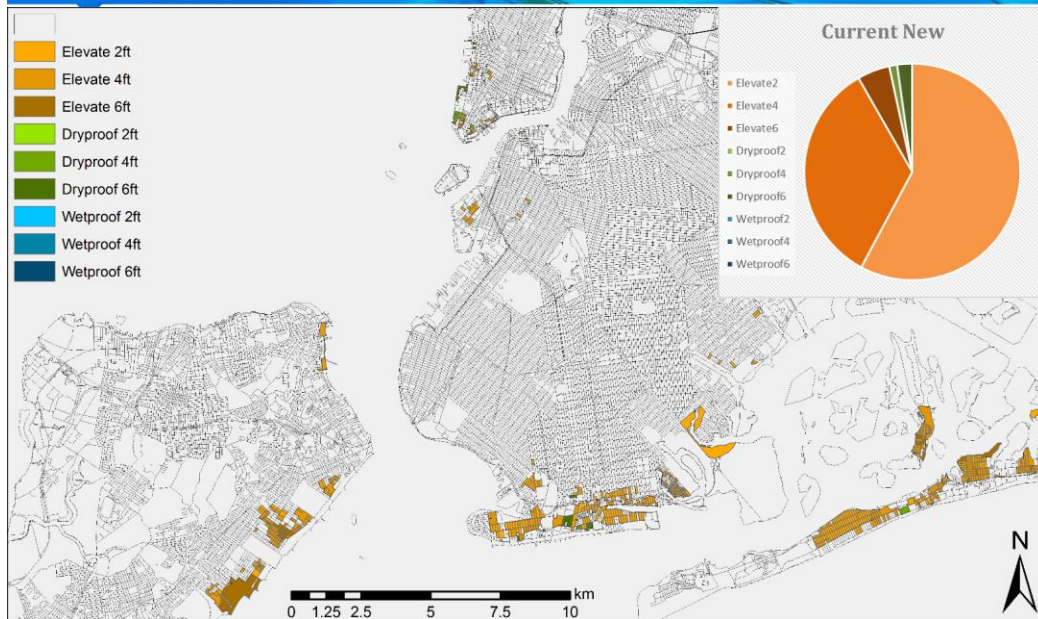 Elevate 2ft
Elevate 4ft
Elevate 6ft
Dryproof 2ft
Dryproof 4ft
Dryproof 6ft
Wetproof 2ft
Wetproof 4ft
Wetproof 6ft
Current New
Elevate2
Elevate4
Elevate6
Dryproof2
Dryproof4
Dryproof6
Wetproof2
Wetproof4
Wetproof6
km
0 1.25 2.5 5 7.5 10
N